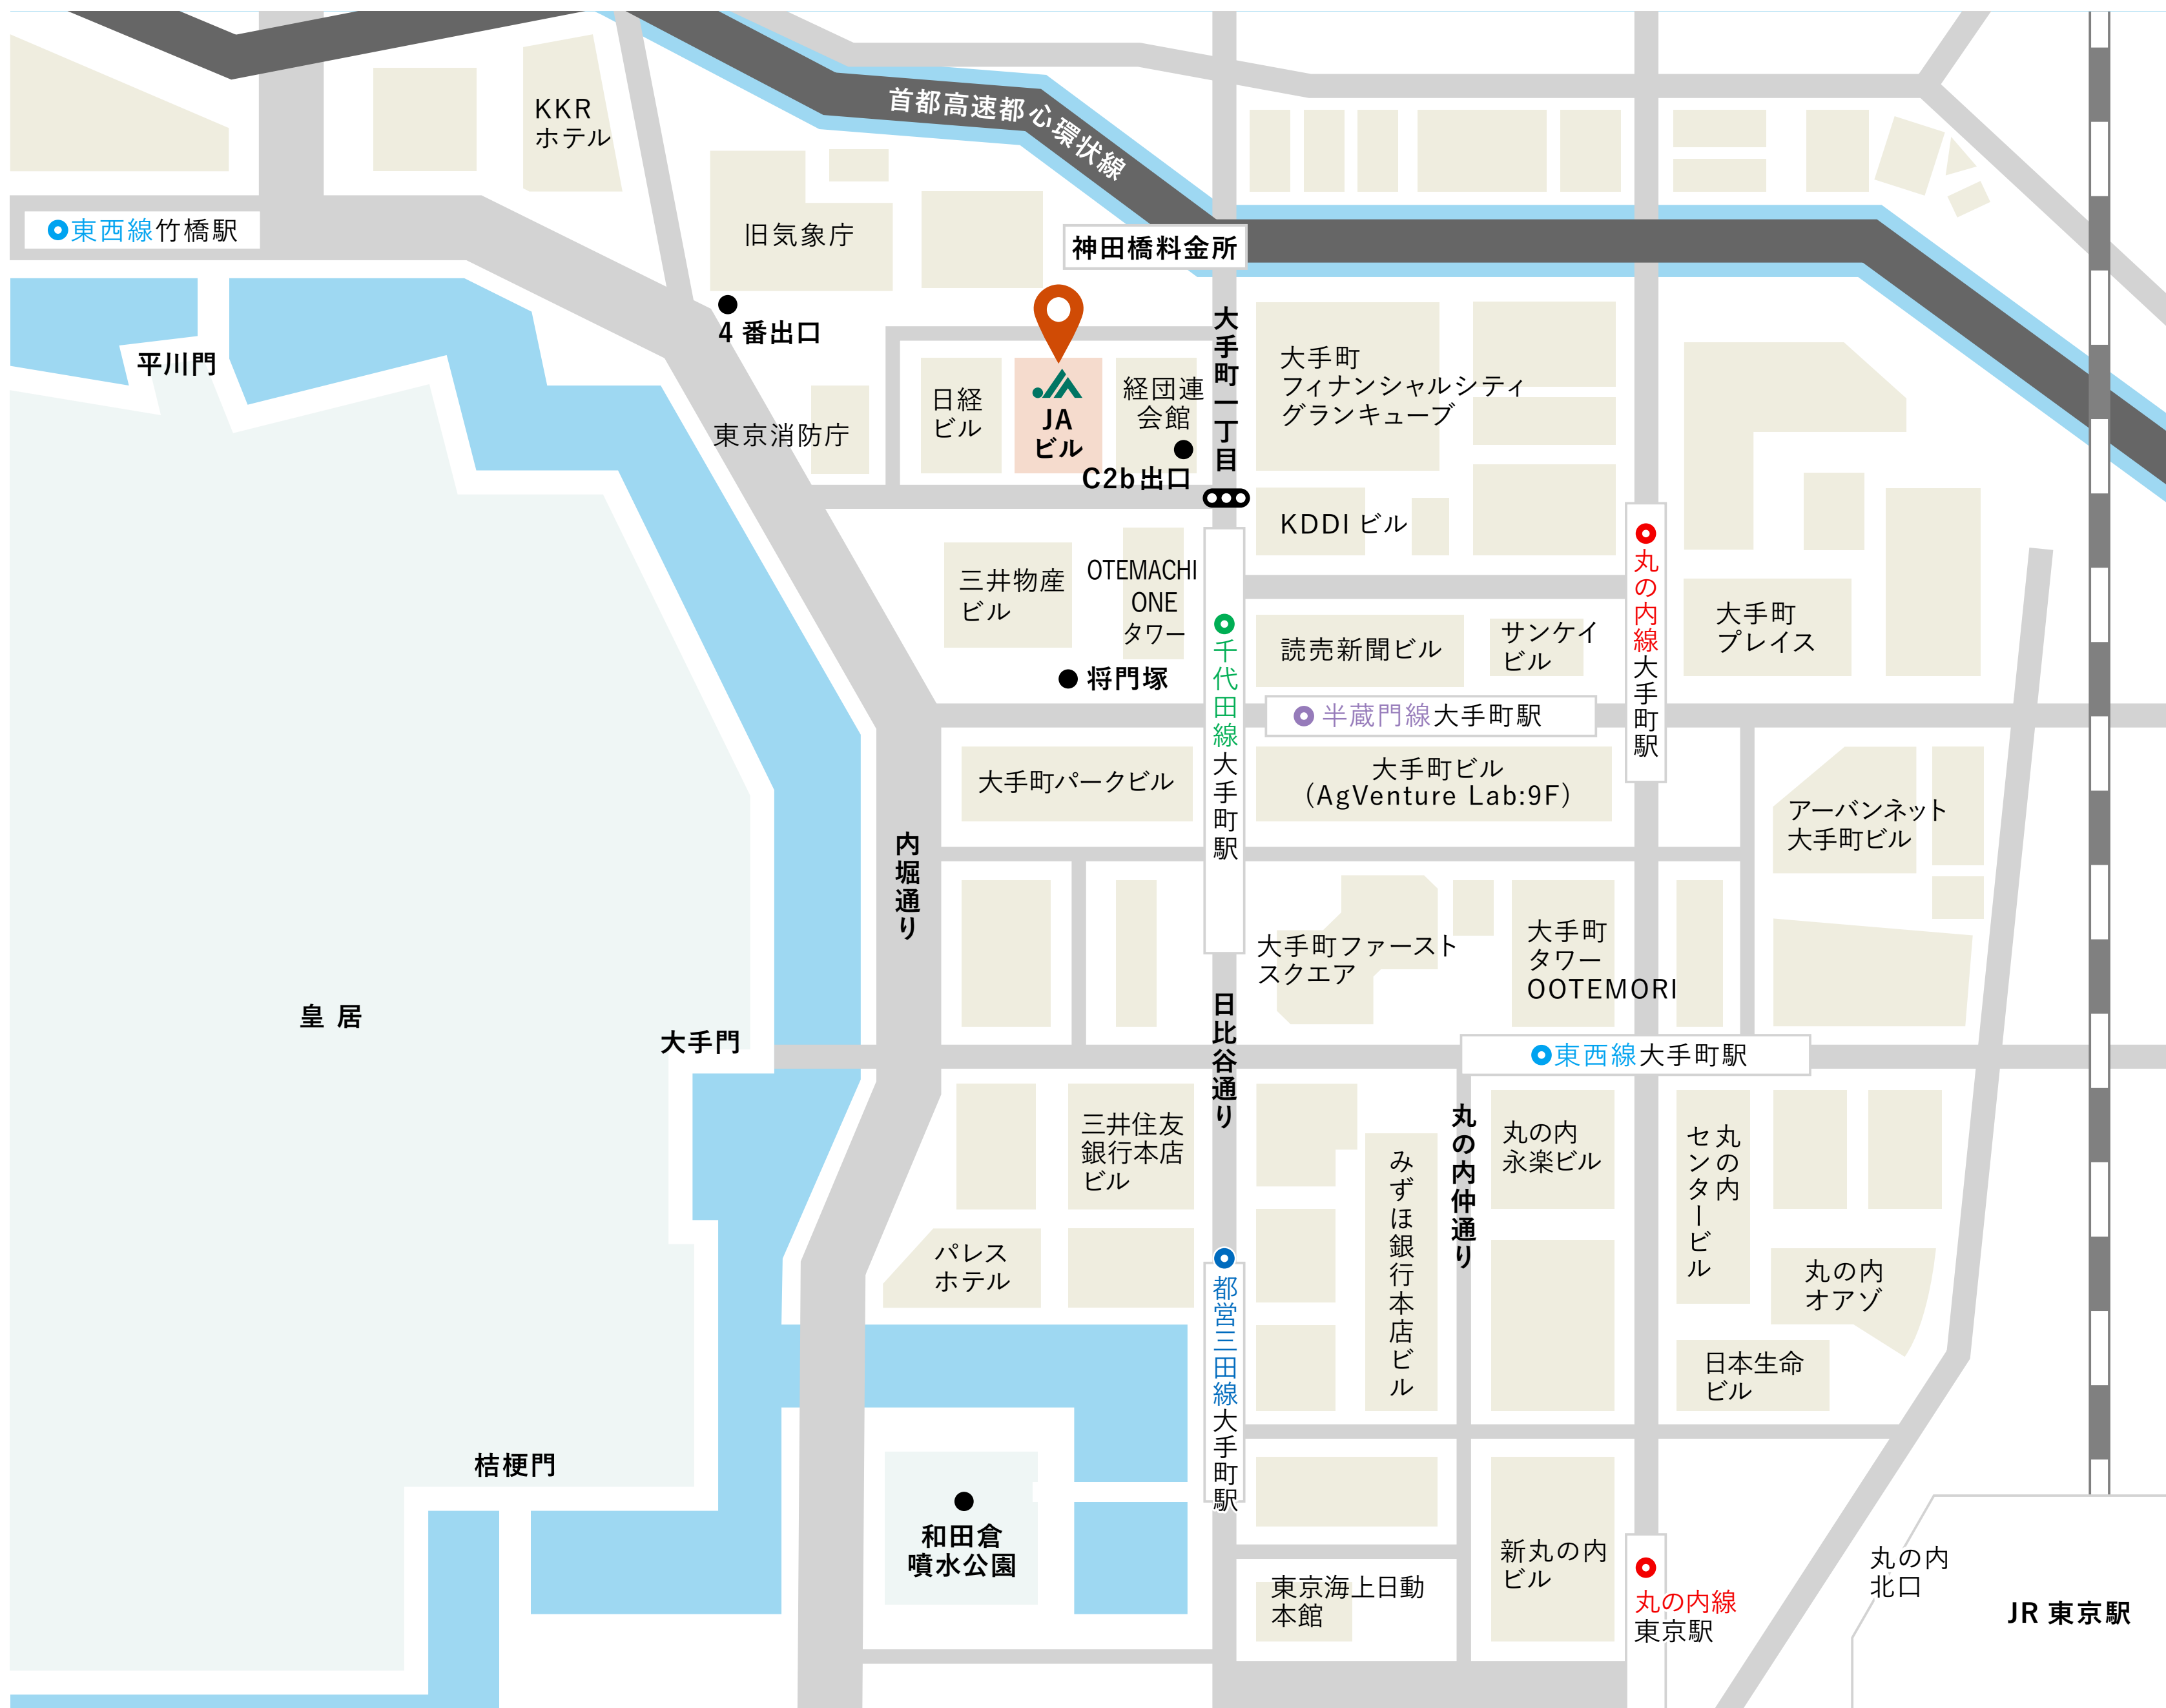 首都高速都心環状線
KKR
ホテル
東西線竹橋駅
旧気象庁
神田橋料金所
4 番出口
平川門
大手町一丁目
東京消防庁
日経
ビル
JA
ビル
経団連
会館
C2b出口
大手町
フィナンシャルシティ
グランキューブ
KDDI ビル
三井物産
ビル
OTEMACHI
ONE
タワー
将門塚
千代田線大手町駅
読売新聞ビル
サンケイ
ビル
丸の内線大手町駅
大手町
プレイス
半蔵門線大手町駅
大手町パークビル
大手町ビル
（AgVenture Lab:9F）
アーバンネット
大手町ビル
内堀通り
大手町ファースト
スクエア
大手町
タワー
OOTEMORI
皇 居
大手門
日比谷通り
東西線大手町駅
三井住友
銀行本店
ビル
パレス
ホテル
みずほ銀行本店ビル
丸の内仲通り
丸の内
永楽ビル
丸の内
センタービル
丸の内
オアゾ
日本生命
ビル
都営三田線大手町駅
桔梗門
和田倉
噴水公園
東京海上日動
本館
新丸の内
ビル
丸の内線
東京駅
丸の内
北口
JR 東京駅